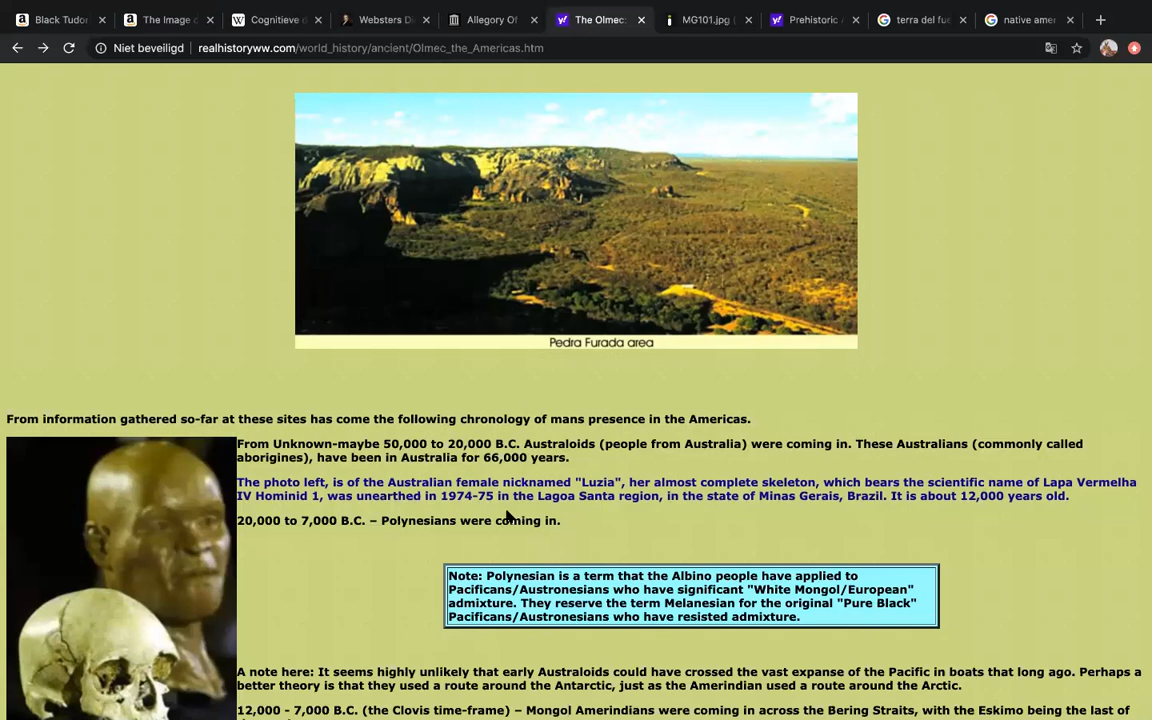 Black Tudor
The Image o
Cognitieve d
Websters Di
Allegory Of
The Olmec:
MG101.jpg (
Prehistoric
terra del fue
native amer
Niet beveiligd
realhistoryww.com/world_history/ancient/Olmec_the_Americas.htm
Pedra Furada area
From information gathered so-far at these sites has come the following chronology of mans presence in the Americas.
From Unknown-maybe 50,000 to 20,000 B.C. Australoids (people from Australia) were coming in. These Australians (commonly called
aborigines), have been in Australia for 66,000 years.
The photo left, is of the Australian female nicknamed "Luzia", her almost complete skeleton, which bears the scientific name of Lapa Vermelha
IV Hominid 1, was unearthed in 1974-75 in the Lagoa Santa region, in the state of Minas Gerais, Brazil. It is about 12,000 years old.
20,000 to 7,000 B.C. – Polynesians were coming in.
Note: Polynesian is a term that the Albino people have applied to
Pacificans/Austronesians who have significant "White Mongol/European"
admixture. They reserve the term Melanesian for the original "Pure Black"
Pacificans/Austronesians who have resisted admixture.
A note here: It seems highly unlikely that early Australoids could have crossed the vast expanse of the Pacific in boats that long ago. Perhaps a
better theory is that they used a route around the Antarctic, just as the Amerindian used a route around the Arctic.
12,000 - 7,000 B.C. (the Clovis time-frame) – Mongol Amerindians were coming in across the Bering Straits, with the Eskimo being the last of